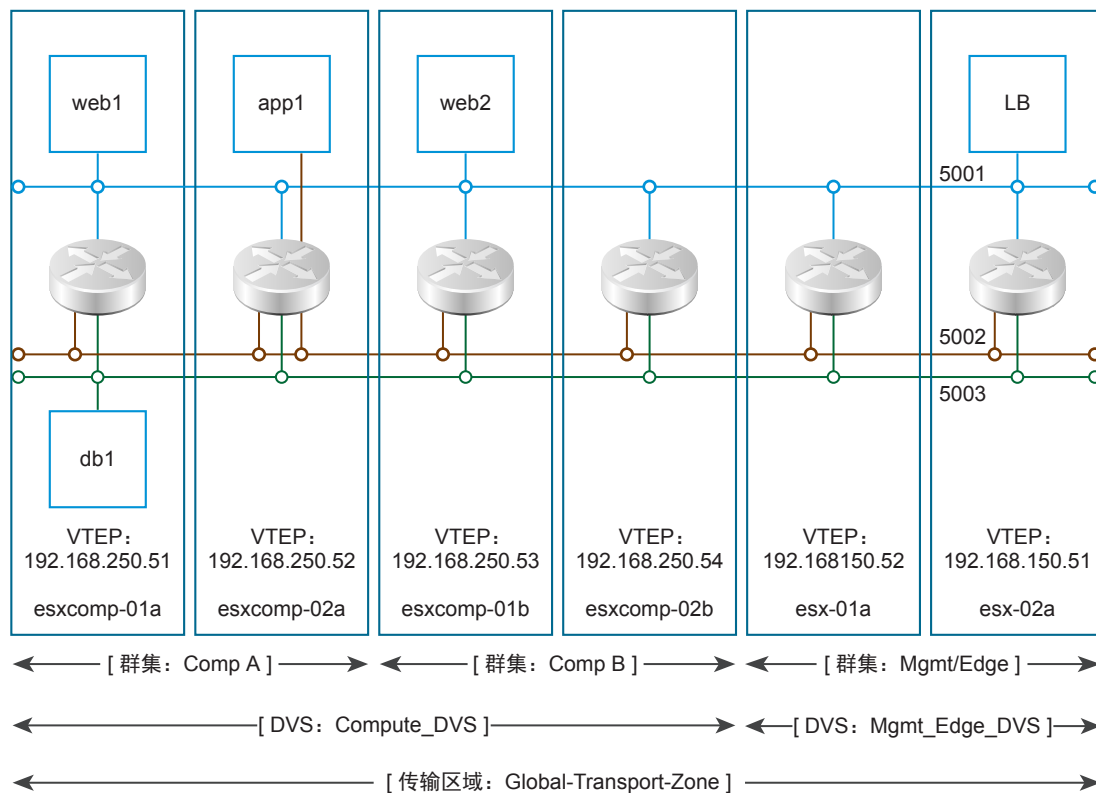 web1
app1
web2
LB
5001
5002
5003
db1
VTEP：
192.168.250.51
VTEP：
192.168.250.52
VTEP：
192.168.250.53
VTEP：
192.168.250.54
VTEP：
192.168150.52
VTEP：
192.168.150.51
esxcomp-01a
esxcomp-02a
esxcomp-01b
esxcomp-02b
esx-01a
esx-02a
[ 群集：Comp A ]
[ 群集：Comp B ]
[ 群集：Mgmt/Edge ]
[ DVS：Compute_DVS ]
[ DVS：Mgmt_Edge_DVS ]
[ 传输区域：Global-Transport-Zone ]